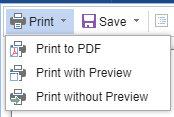 Print Save
Print to PDF
Print with Preview
Print without Preview